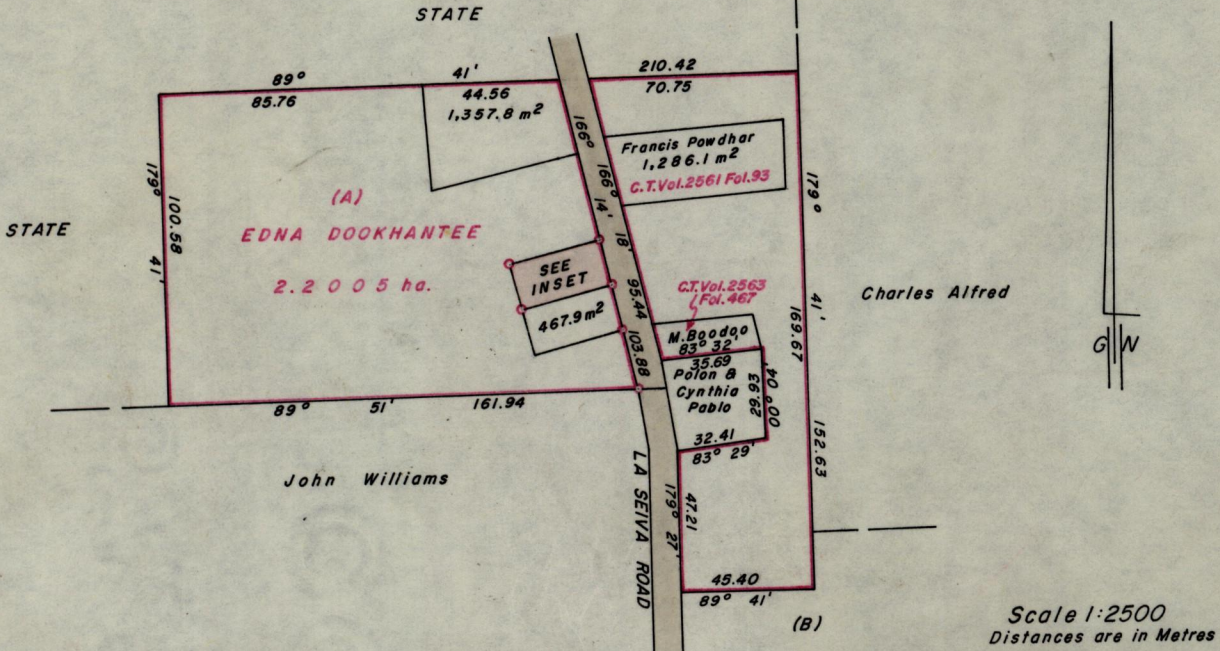 STATE
89° 41'
85.76
44.56
1,357.8 m²
210.42
70.75
166°
166°
14'
18'
Francis Powdhar
1,286.1 m²
C.T.Vol.2561 Fol.93
179°
100.58
41'
STATE
(A)
EDNA DOOKHANTEE
2.2005 ha.
SEE
INSET
467.9 m²
95.44
103.88
C.T.Vol.2563
Fol.467
M.Boodoo
83° 32'
35.69
Polon &
Cynthia
Pablo
29.93
00° 04'
32.41
83° 29'
179°
41'
169.67
152.63
Charles Alfred
G N
89° 51' 161.94
John Williams
LA SEIVA ROAD
179° 27'
47.21
45.40
89° 41'
(B)
Scale 1:2500
Distances are in Metres